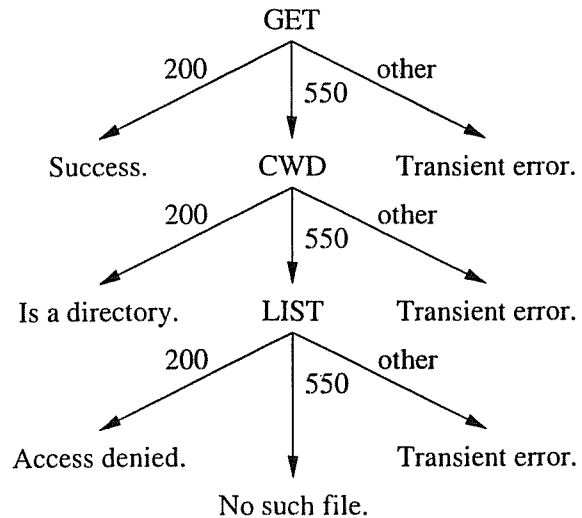 GET
200
550
other
Success.
CWD
Transient error.
200
550
other
Is a directory.
LIST
Transient error.
200
550
other
Access denied.
Transient error.
No such file.